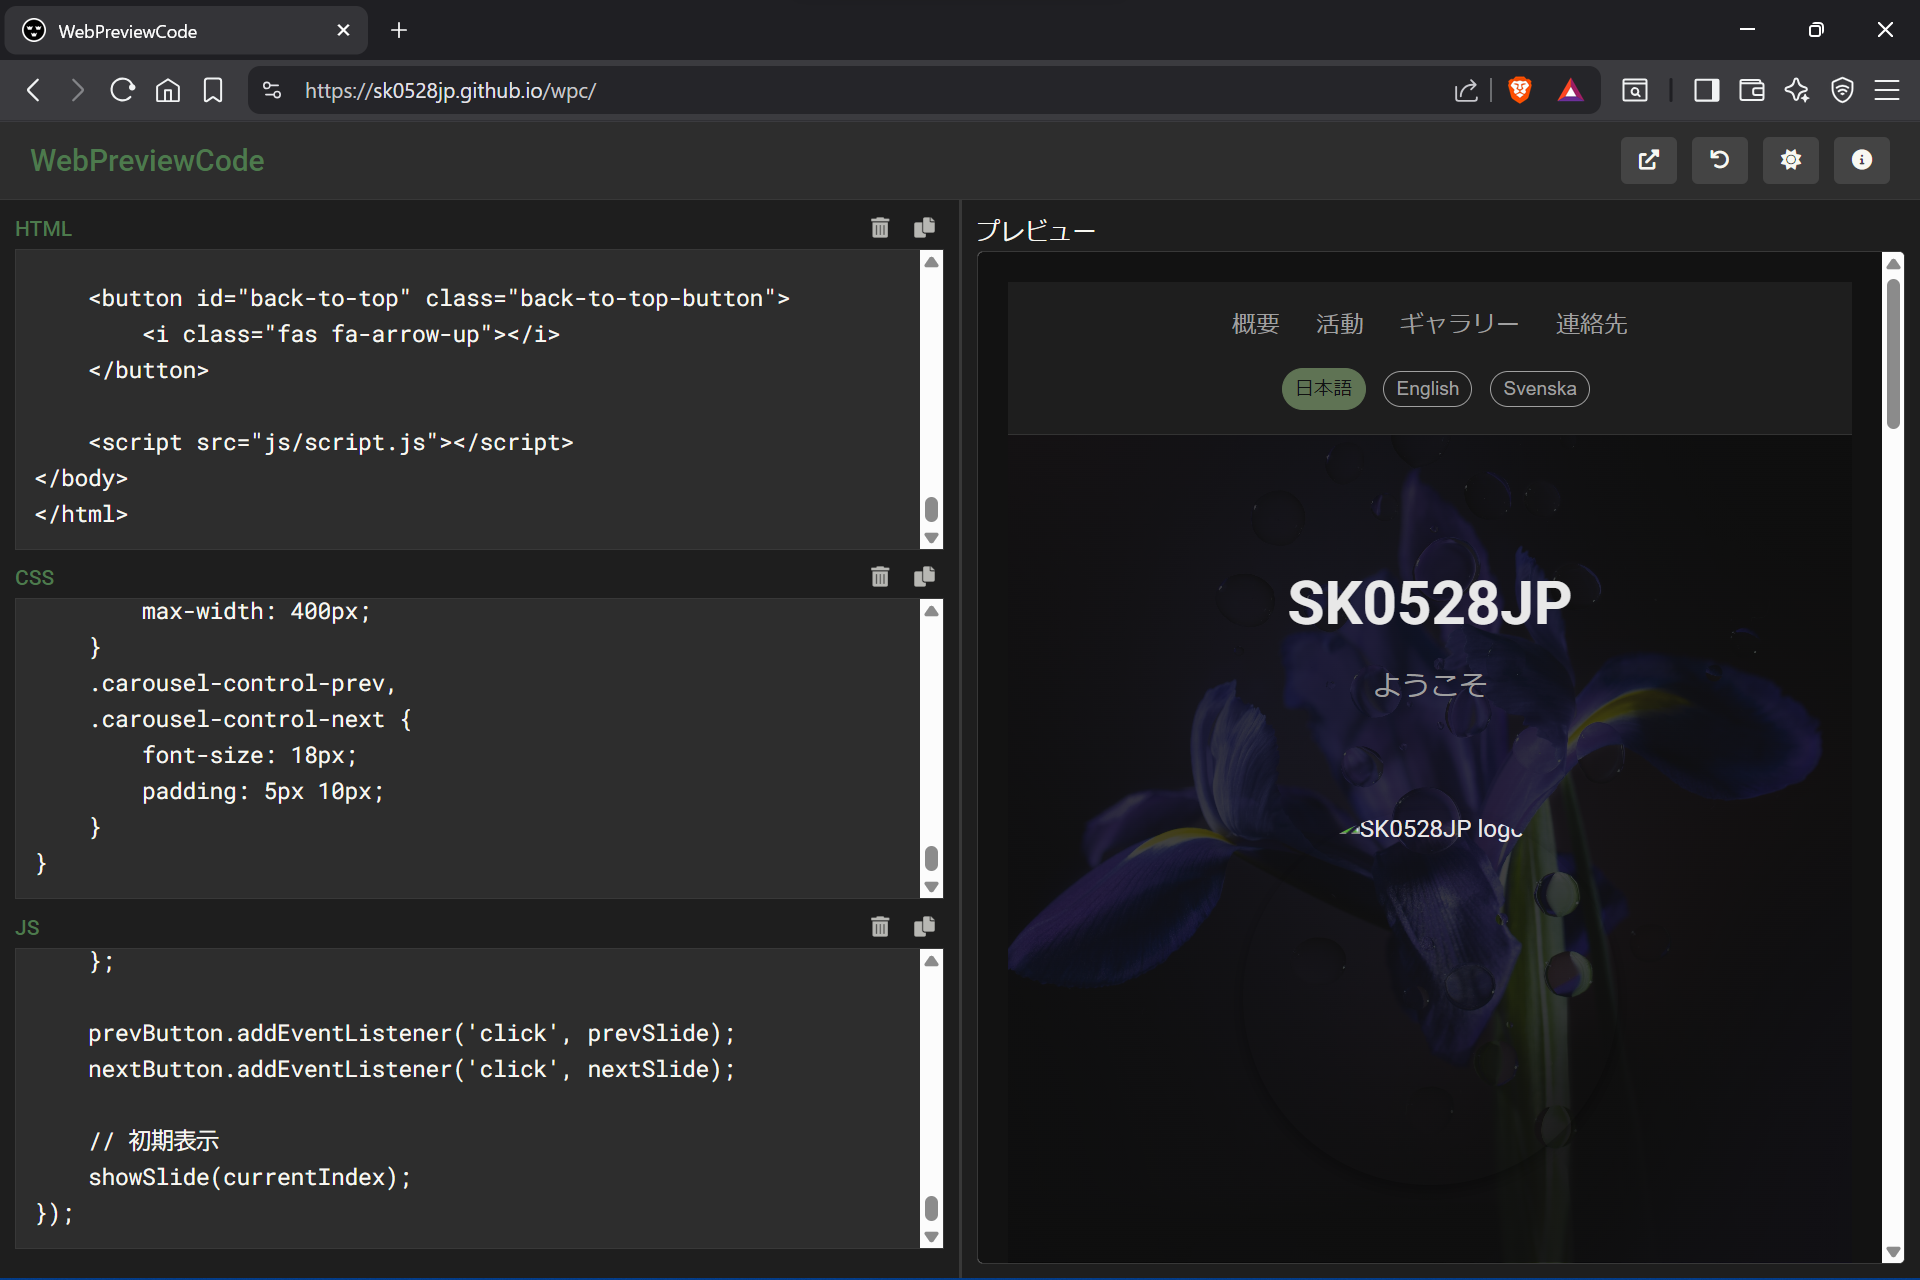 WebPreviewCode
https://sk0528jp.github.io/wpc/
WebPreviewCode
HTML
<button id="back-to-top" class="back-to-top-button">
<i class="fas fa-arrow-up"></i>
</button>
<script src="js/script.js"></script>
</body>
</html>
CSS
max-width: 400px;
}
.carousel-control-prev,
.carousel-control-next {
font-size: 18px;
padding: 5px 10px;
}
}
JS
};
prevButton.addEventListener('click', prevSlide);
nextButton.addEventListener('click', nextSlide);
// 初期表示
showSlide(currentIndex);
});
プレビュー
概要 活動 ギャラリー 連絡先
日本語 English Svenska
SK0528JP
ようこそ
SK0528JP logo